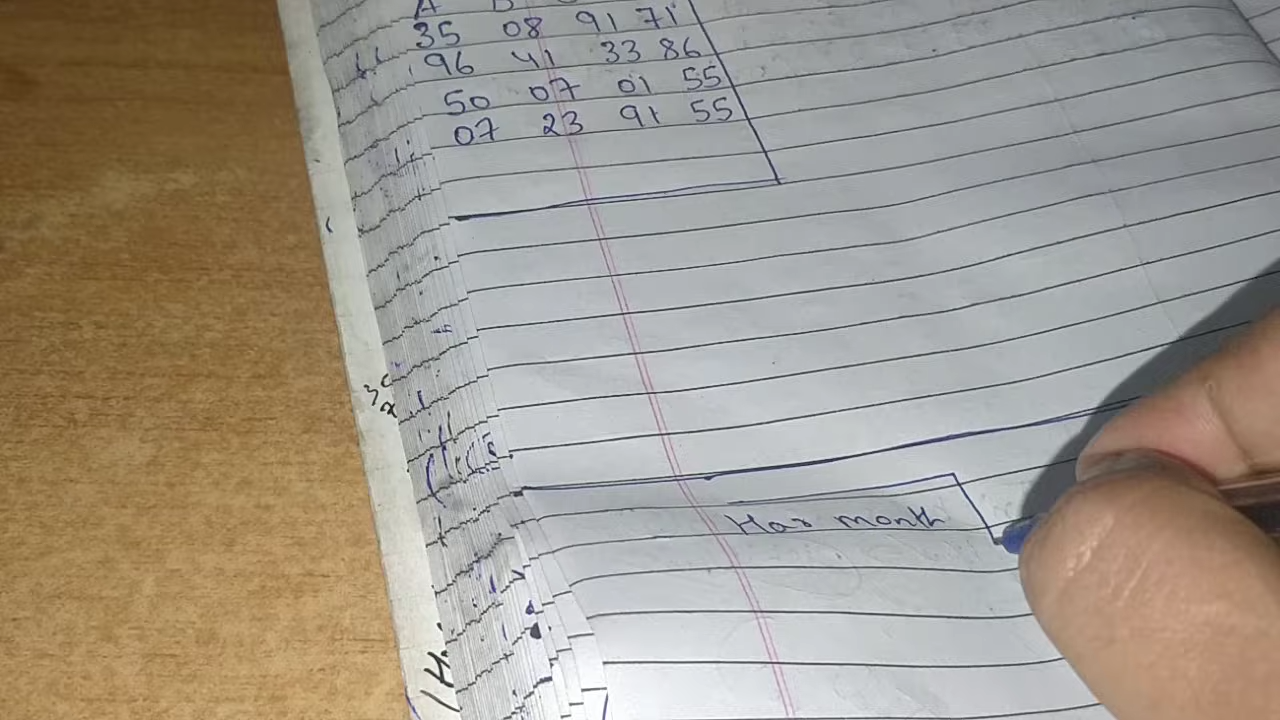 A
35 08 91 71
96 41 33 86
50 07 01 55
07 23 91 55
Har month